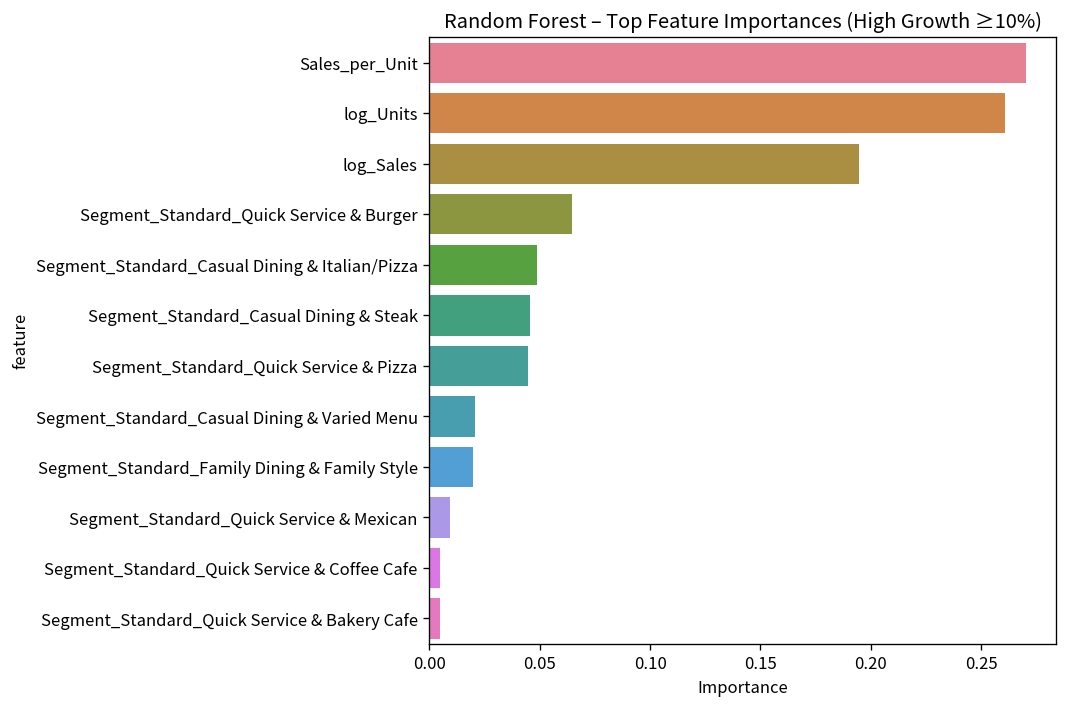 Random Forest – Top Feature Importances (High Growth ≥10%)
feature
Sales_per_Unit
log_Units
log_Sales
Segment_Standard_Quick Service & Burger
Segment_Standard_Casual Dining & Italian/Pizza
Segment_Standard_Casual Dining & Steak
Segment_Standard_Quick Service & Pizza
Segment_Standard_Casual Dining & Varied Menu
Segment_Standard_Family Dining & Family Style
Segment_Standard_Quick Service & Mexican
Segment_Standard_Quick Service & Coffee Cafe
Segment_Standard_Quick Service & Bakery Cafe
0.00 0.05 0.10 0.15 0.20 0.25
Importance